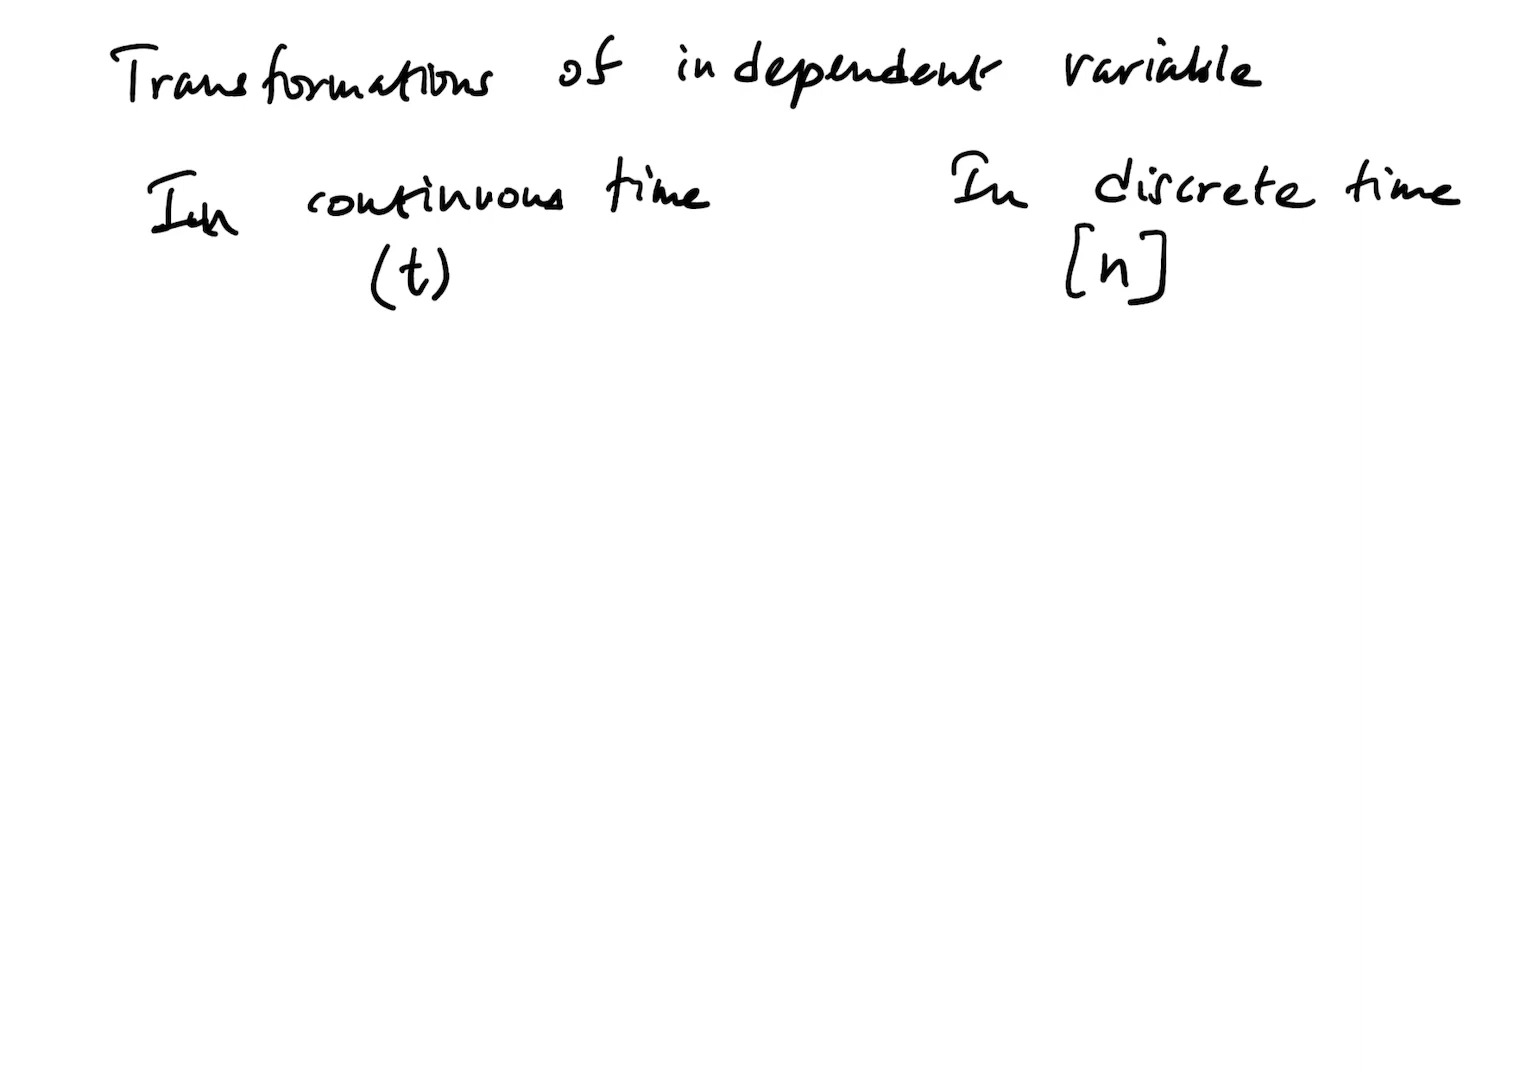 Transformations of independent variable
In continuous time
In discrete time
(t)
[n]